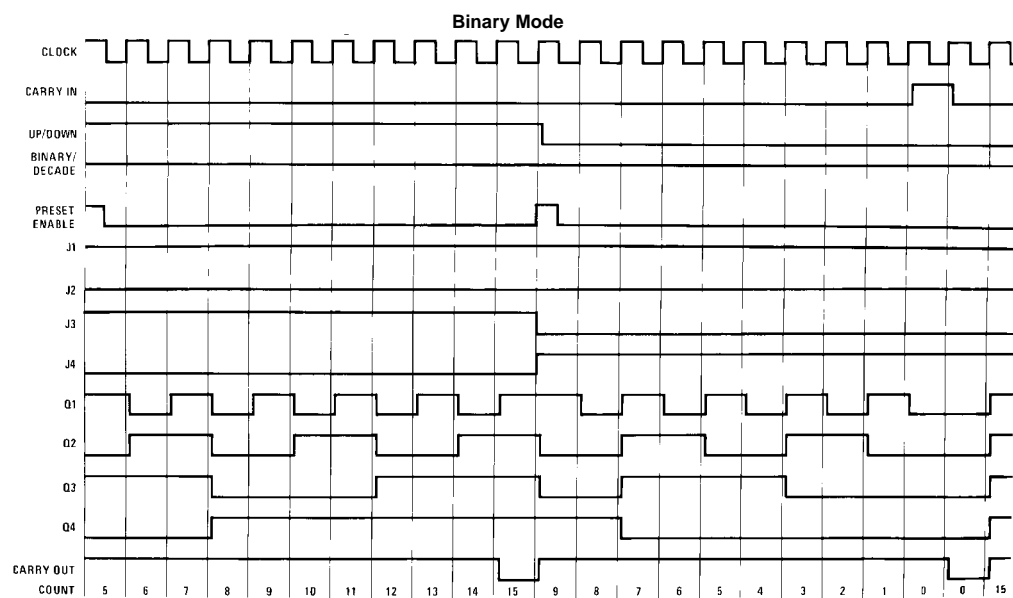 Binary Mode
CLOCK
CARRY IN
UP/DOWN
BINARY/
DECADE
PRESET
ENABLE
J1
J2
J3
J4
Q1
Q2
Q3
Q4
CARRY OUT
COUNT 5 6 7 8 9 10 11 12 13 14 15 9 8 7 6 5 4 3 2 1 0 0 15